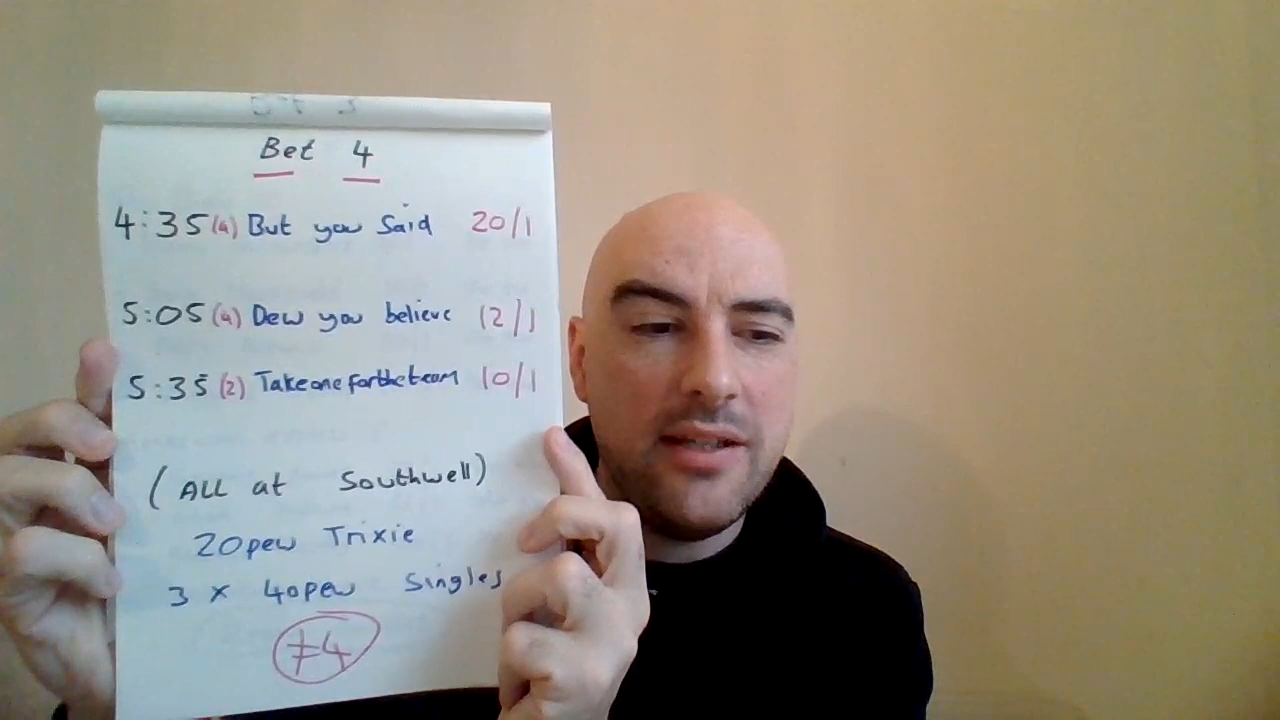 Bet 4
4:35 (4) But you Said 20/1
5:05 (4) Dew you believe 12/1
5:35 (2) Takeonefortheteam 10/1
(ALL at Southwell)
20pew Trixie
3 x 40pew Singles
£4